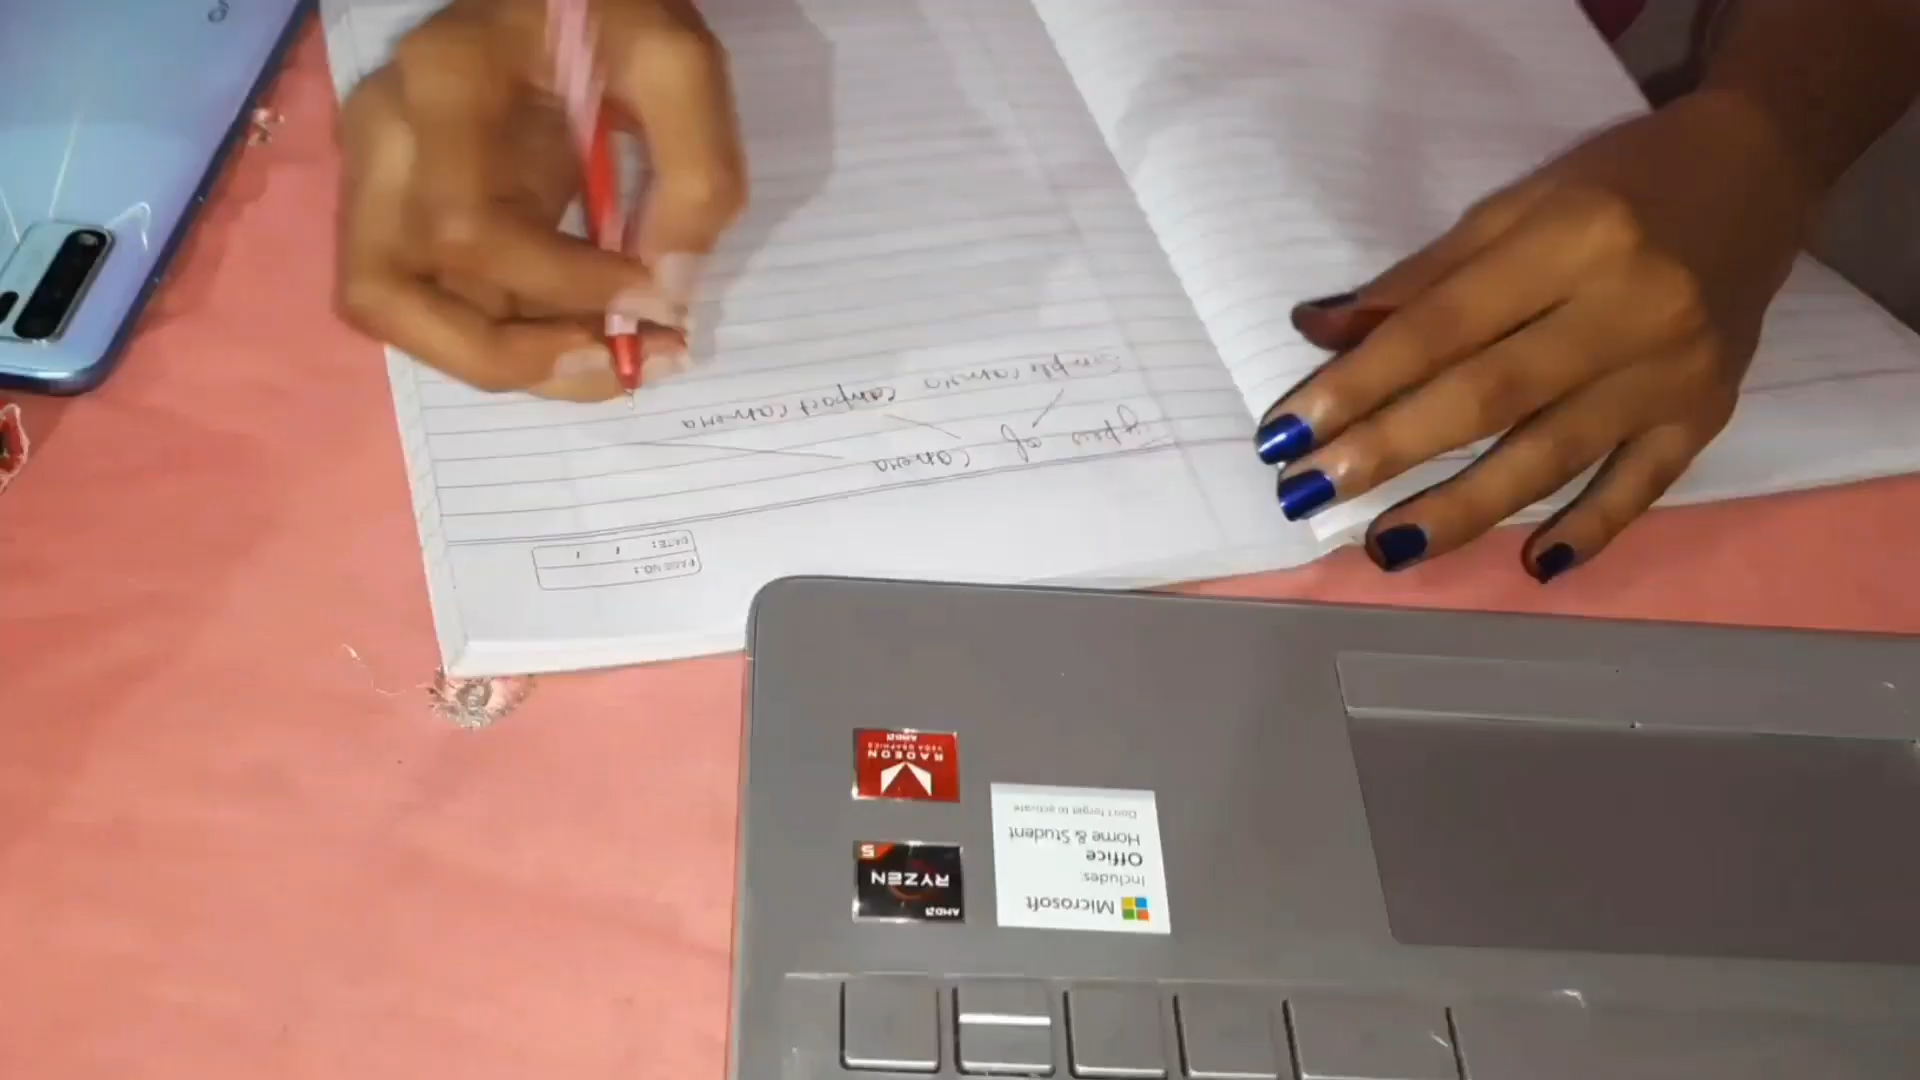 PAGE NO.:
DATE: / /
Types of Camera
Simple camera compact camera
Microsoft
Includes:
Office
Home & Student
Don't forget to activate
AMD
RYZEN
5
RADEON
VEGA GRAPHICS
AMD